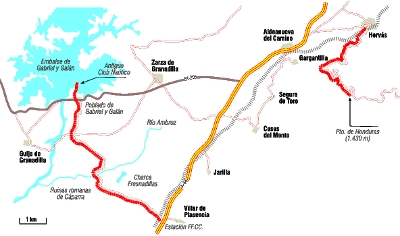 Embalse de
Gabriel y Galán
Antiguo
Club Náutico
Zarza de
Granadilla
Aldeanueva
del Camino
Hervás
Gargantilla
Poblado de
Gabriel y Galán
Segura
de Toro
Río Ambroz
Pto. de Honduras
(1.430 m)
Casas
del Monte
Guijo de
Granadilla
Charca
Fresnedillas
Jarilla
Ruinas romanas
de Cáparra
Villar de
Plasencia
1 km
Estación FF.CC.